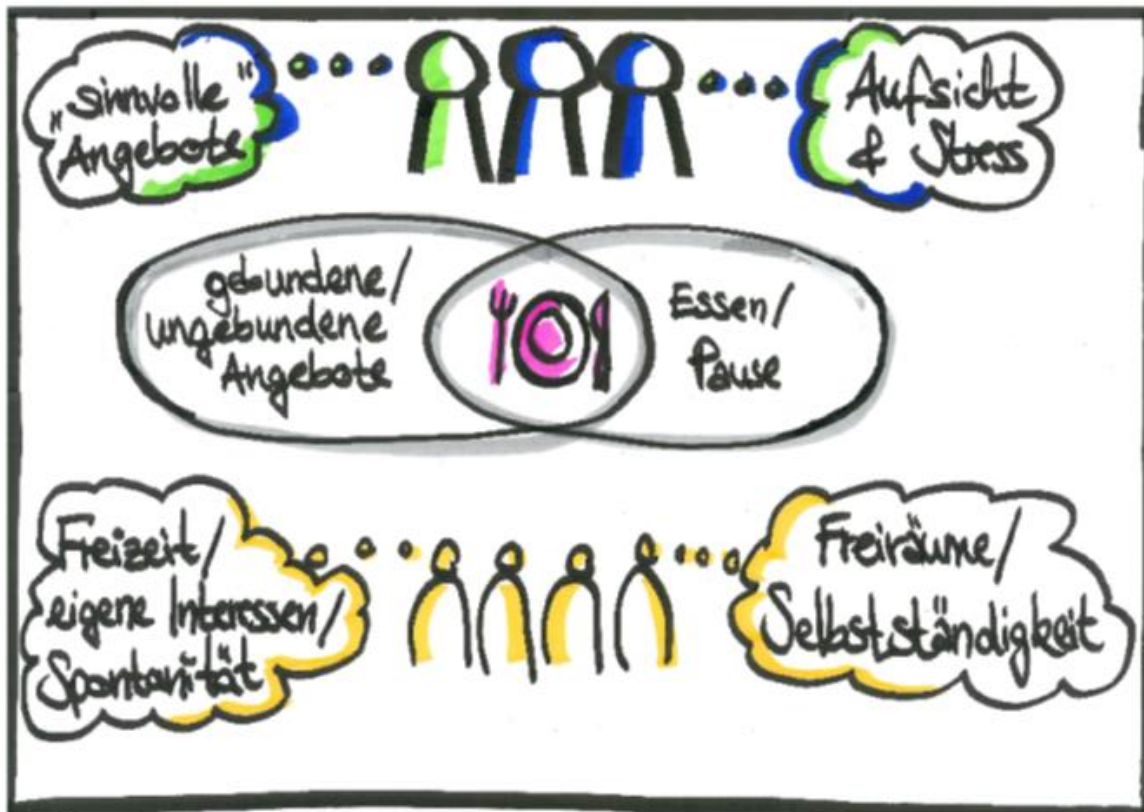 „sinnvolle“
Angebote
Aufsicht
& Stress
gebundene/
ungebundene
Angebote
Essen/
Pause
Freizeit/
eigene Interessen/
Spontanität
Freiräume/
Selbstständigkeit